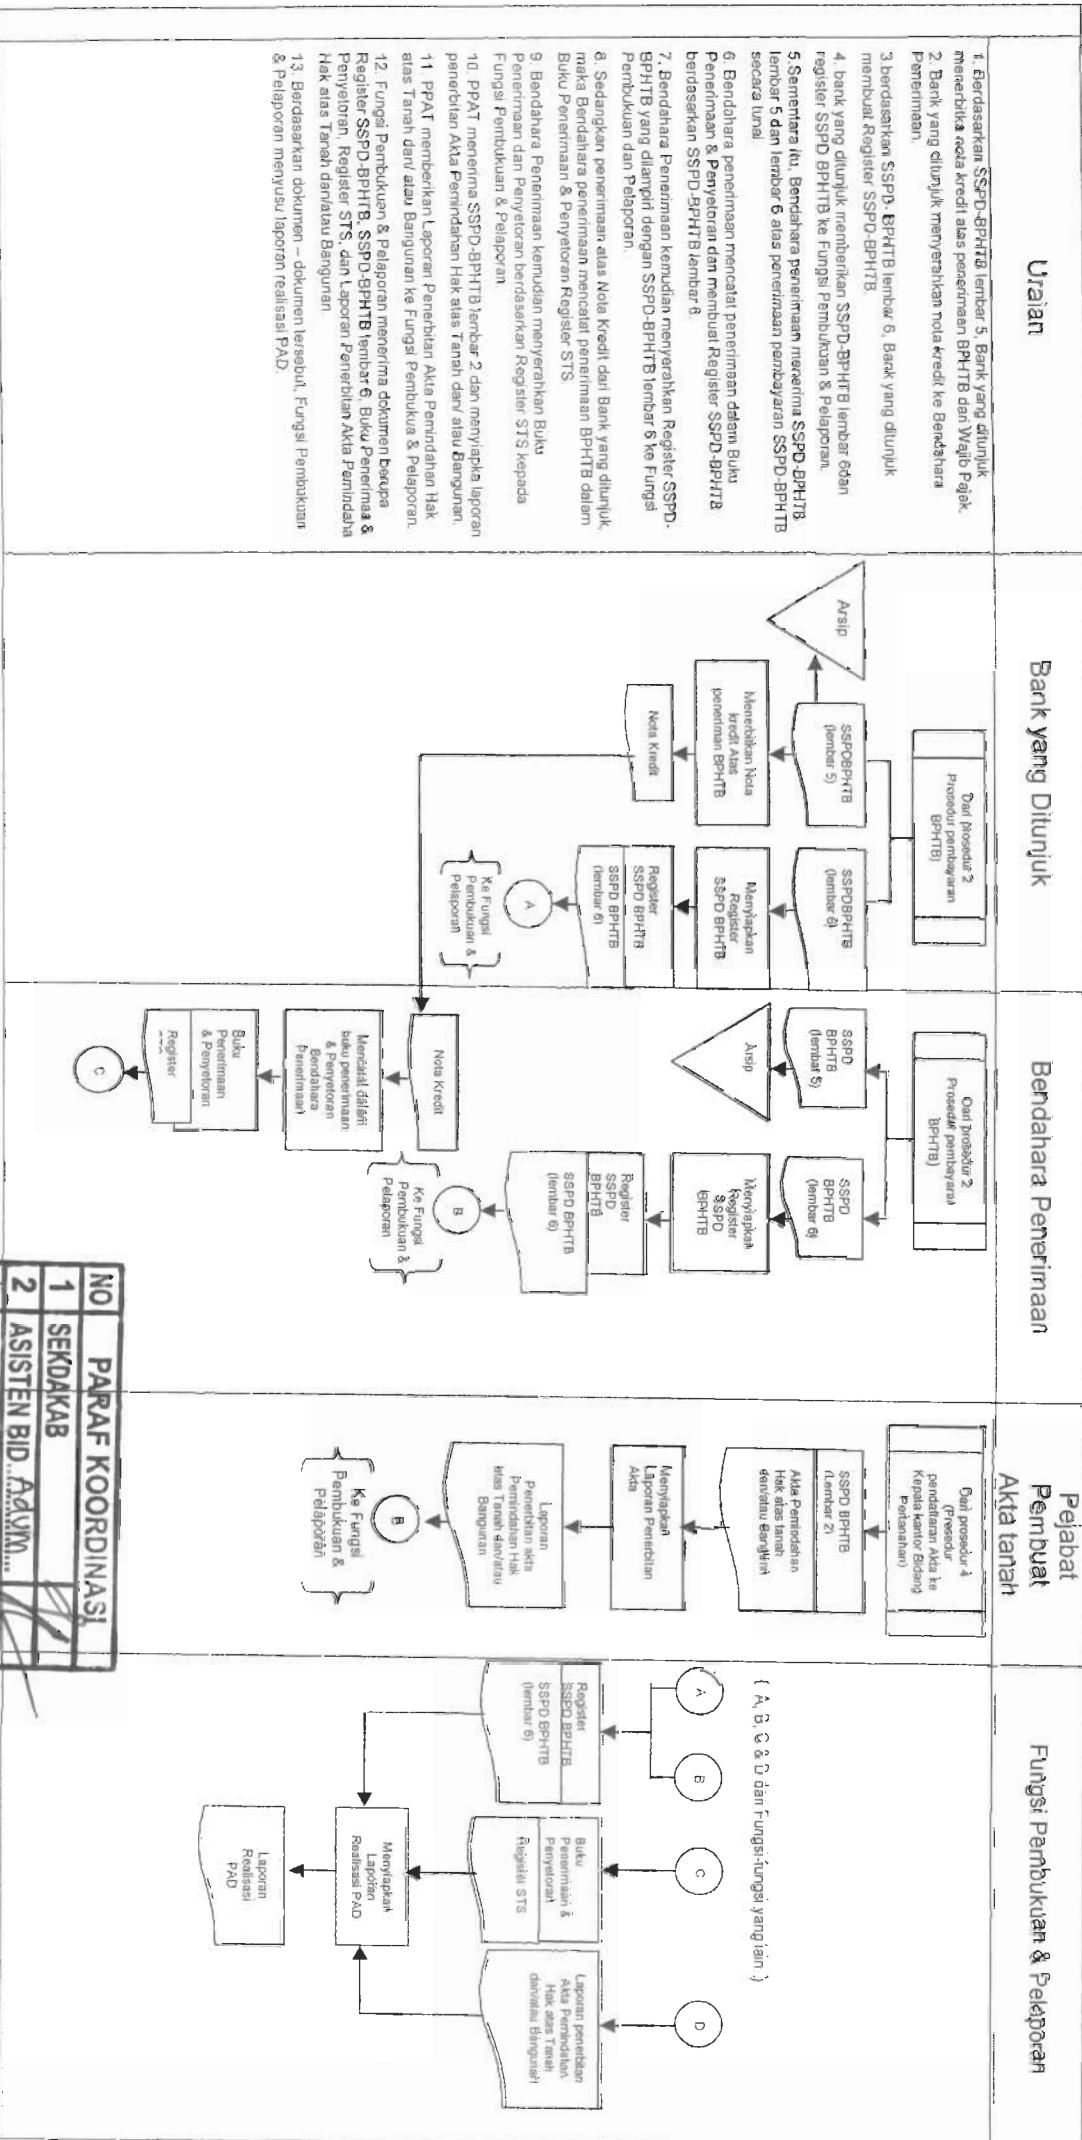 Uraian
1. Berdasarkan SSPD-BPHTB lembar 5, Bank yang ditunjuk
menerbitka nota kredit atas penerimaan BPHTB dari Wajib Pajak.
2. Bank yang ditunjuk menyerahkan nota kredit ke Bendahara
Penerimaan.
3 berdasarkan SSPD- BPHTB lembar 6, Bank yang ditunjuk
membuat Register SSPD-BPHTB.
4. bank yang ditunjuk memberikan SSPD-BPHTB lembar 6dan
register SSPD BPHTB ke Fungsi Pembukuan & Pelaporan.
5.Sementara itu, Bendahara penerimaan menerima SSPD-BPHTB
lembar 5 dan lembar 6 atas penerimaan pembayaran SSPD-BPHTB
secara tunai.
6. Bendohara penerimaan mencatat penerimaan dalam Buku
Penerimaan & Penyetoran dan membuat Register SSPD-BPHTB
berdasarkan SSPD-BPHTB lembar 6.
7. Bendahara Penerimaan kemudian menyerahkan Register SSPD-
BPHTB yang dilampiri dengan SSPD-BPHTB lembar 6 ke Fungsi
Pembukuan dan Pelaporan.
8. Sedangkan penerimaan atas Nota Kredit dari Bank yang ditunjuk,
maka Bendahara penerimaan mencatat penerimaan BPHTB dalam
Buku Penerimaan & Penyetoran Register STS
9. Bendahara Penerimaan kemudian menyerahkan Buku
Penerimaan dan Penyetoran berdasarkan Register STS kepada
Fungsi Pembukuan & Pelaporan
10. PPAT menerima SSPD-BPHTB lembar 2 dan menyiapka laporan
penerbitan Akta Pemindahan Hak atas Tanah dan/ atau Bangunan.
11 PPAT memberikan Laporan Penerbitan Akta Pemindahan Hak
atas Tanah dan/ atau Bangunan ke Fungsi Pembukua & Pelaporan.
12. Fungsi Pembukuan & Pelaporan menerima dokumen berupa
Register SSPD-BPHTB, SSPD-BPHTB lembar 6, Buku Penerimaa &
Penyetoran, Register STS, dan Laporan Penerbitan Akta Pemindaha
Hak atas Tanah dan/atau Bangunan
13. Berdasarkan dokumen – dokumen tersebut, Fungsi Pembukuan
& Pelaporan menyusu laporan realisasi PAD.
Bank yang Ditunjuk
Dari prosedur 2
Prosedur pembayaran
BPHTB)
SSPDBPHTB
(lembar 5)
SSPDBPHTB
(lembar 6)
Arsip
Menerbitkan Nota
kredit Atas
peneriman BPHTB
Menyiapkan
Register
SSPD BPHTB
Nota Kredit
Register
SSPD BPHTB
SSPD BPHTB
(lembar 6)
A
Ke Fungsi
Pembukuan &
Pelaporan
Bendahara Penerimaan
Dari prosedur 2
Prosedur pembayaran
BPHTB)
SSPD
BPHTB
(lembar 5)
SSPD
BPHTB
(lembar 6)
Arsip
Menyiapkan
Register
SSPD
BPHTB
Register
SSPD
BPHTB
SSPD BPHTB
(lembar 6)
B
Ke Fungsi
Pembukuan &
Pelaporan
Nota Kredit
Mencatat dalam
buku penerimaan
& Penyetoran
Bendahara
Penerimaan
Buku
Penerimaan
& Penyetoran
Register
C
Pejabat
Pembuat
Akta tanah
Dari prosedur 4
(Prosedur
pendaftaran Akta ke
Kepala kantor Bidang
Pertanahan)
SSPD BPHTB
(Lembar 2)
Akta Pemindahan
Hak atas tanah
dan/atau Bangunan
Menyiapkan
Laporan Penerbitan
Akta
Laporan
Penerbitan akta
Pemindahan Hak
atas Tanah dan/atau
Bangunan
B
Ke Fungsi
Pembukuan &
Pelaporan
Fungsi Pembukuan & Pelaporan
( A, B, C & D dari Fungsi-fungsi yang lain .)
A
B
C
D
Register
SSPD BPHTB
SSPD BPHTB
(lembar 6)
Buku
Penerimaan &
Penyetoran
Register STS
Laporan penerbitan
Akta Pemindahan
Hak atas Tanah
dan/atau Bangunan
Menyiapkan
Laporan
Realisasi PAD
Laporan
Realisasi
PAD
NO PARAF KOORDINASI
1 SEKDAKAB
2 ASISTEN BID. Adym